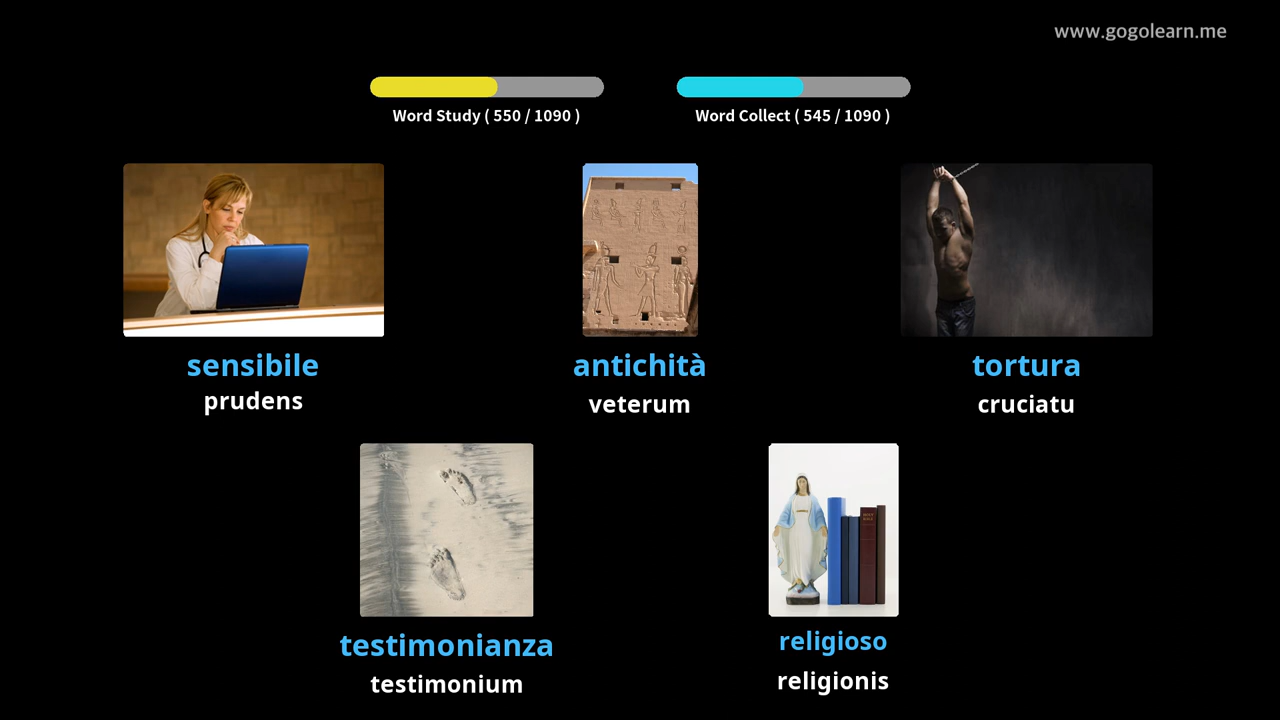 www.gogolearn.me
Word Study ( 550 / 1090 )
Word Collect ( 545 / 1090 )
sensibile
prudens
antichità
veterum
tortura
cruciatu
testimonianza
testimonium
religioso
religionis